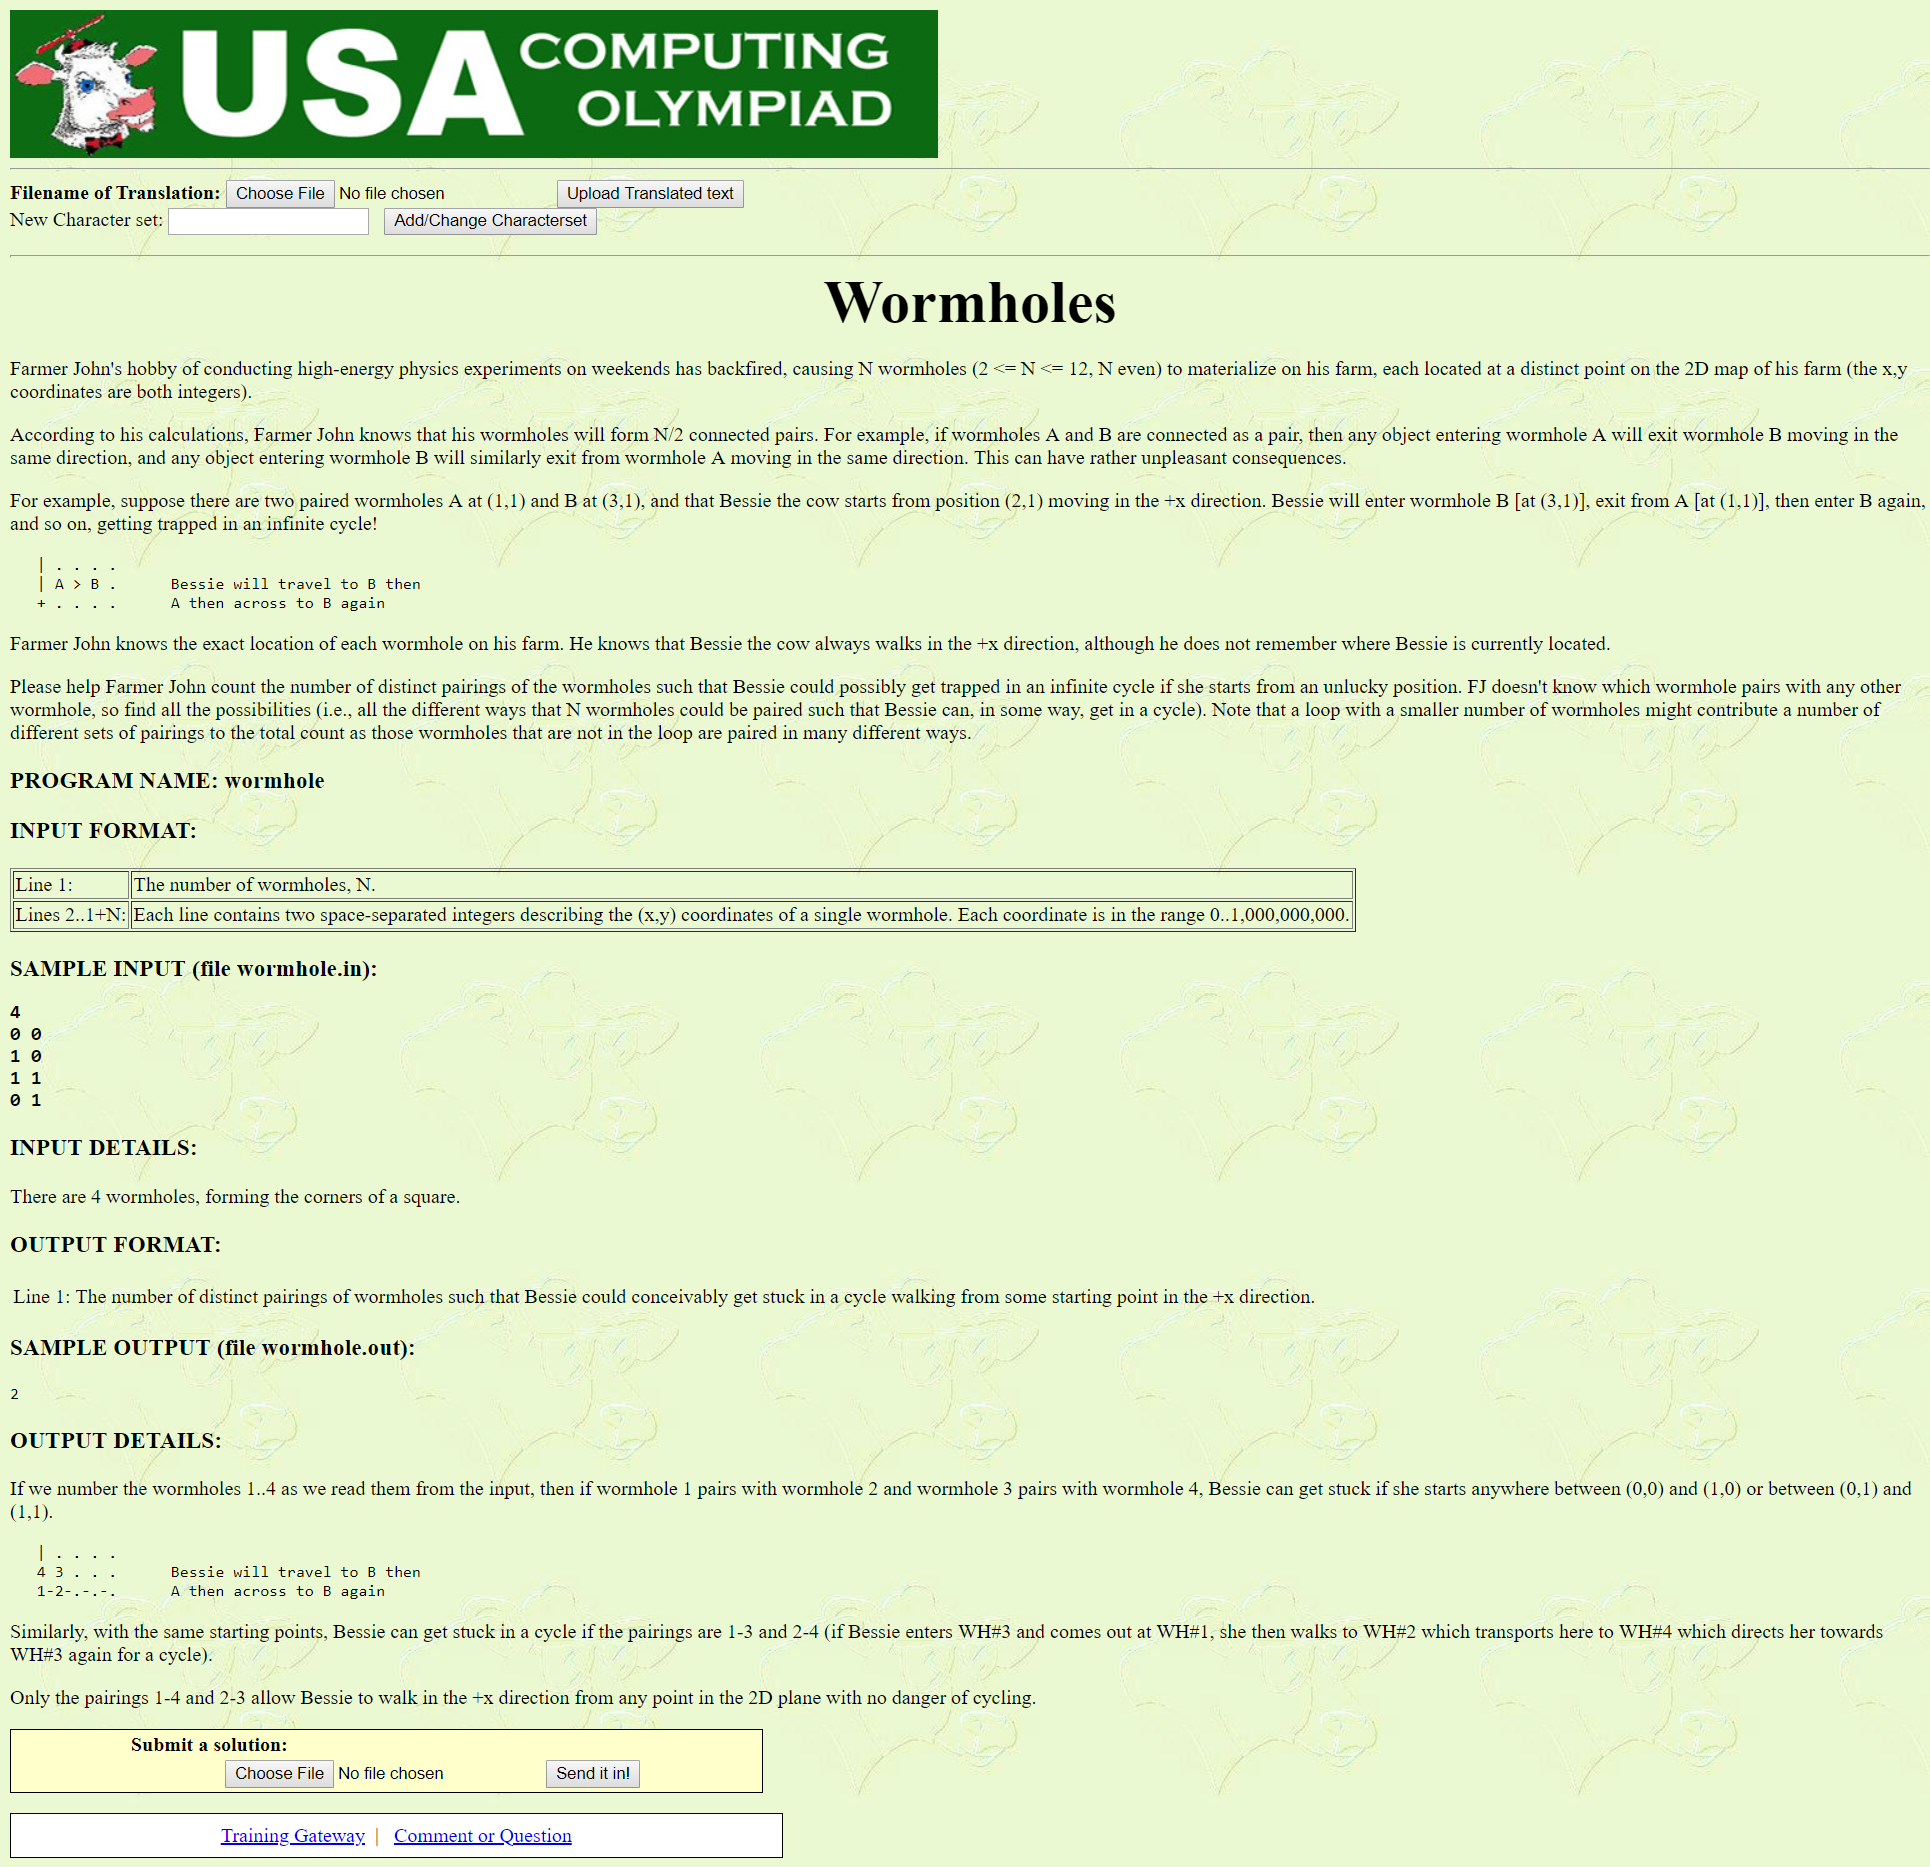 USA COMPUTING
OLYMPIAD
Filename of Translation: Choose File No file chosen Upload Translated text
New Character set: Add/Change Characterset
Wormholes
Farmer John's hobby of conducting high-energy physics experiments on weekends has backfired, causing N wormholes (2 <= N <= 12, N even) to materialize on his farm, each located at a distinct point on the 2D map of his farm (the x,y
coordinates are both integers).
According to his calculations, Farmer John knows that his wormholes will form N/2 connected pairs. For example, if wormholes A and B are connected as a pair, then any object entering wormhole A will exit wormhole B moving in the
same direction, and any object entering wormhole B will similarly exit from wormhole A moving in the same direction. This can have rather unpleasant consequences.
For example, suppose there are two paired wormholes A at (1,1) and B at (3,1), and that Bessie the cow starts from position (2,1) moving in the +x direction. Bessie will enter wormhole B [at (3,1)], exit from A [at (1,1)], then enter B again,
and so on, getting trapped in an infinite cycle!
| . . . .
| A > B .      Bessie will travel to B then
+ . . . .      A then across to B again
Farmer John knows the exact location of each wormhole on his farm. He knows that Bessie the cow always walks in the +x direction, although he does not remember where Bessie is currently located.
Please help Farmer John count the number of distinct pairings of the wormholes such that Bessie could possibly get trapped in an infinite cycle if she starts from an unlucky position. FJ doesn't know which wormhole pairs with any other
wormhole, so find all the possibilities (i.e., all the different ways that N wormholes could be paired such that Bessie can, in some way, get in a cycle). Note that a loop with a smaller number of wormholes might contribute a number of
different sets of pairings to the total count as those wormholes that are not in the loop are paired in many different ways.
PROGRAM NAME: wormhole
INPUT FORMAT:
Line 1: The number of wormholes, N.
Lines 2..1+N: Each line contains two space-separated integers describing the (x,y) coordinates of a single wormhole. Each coordinate is in the range 0..1,000,000,000.
SAMPLE INPUT (file wormhole.in):
4
0 0
1 0
1 1
0 1
INPUT DETAILS:
There are 4 wormholes, forming the corners of a square.
OUTPUT FORMAT:
Line 1: The number of distinct pairings of wormholes such that Bessie could conceivably get stuck in a cycle walking from some starting point in the +x direction.
SAMPLE OUTPUT (file wormhole.out):
2
OUTPUT DETAILS:
If we number the wormholes 1..4 as we read them from the input, then if wormhole 1 pairs with wormhole 2 and wormhole 3 pairs with wormhole 4, Bessie can get stuck if she starts anywhere between (0,0) and (1,0) or between (0,1) and
(1,1).
| . . . .
4 3 . . .      Bessie will travel to B then
1-2-.-.-.      A then across to B again
Similarly, with the same starting points, Bessie can get stuck in a cycle if the pairings are 1-3 and 2-4 (if Bessie enters WH#3 and comes out at WH#1, she then walks to WH#2 which transports here to WH#4 which directs her towards
WH#3 again for a cycle).
Only the pairings 1-4 and 2-3 allow Bessie to walk in the +x direction from any point in the 2D plane with no danger of cycling.
Submit a solution:
Choose File No file chosen Send it in!
Training Gateway | Comment or Question